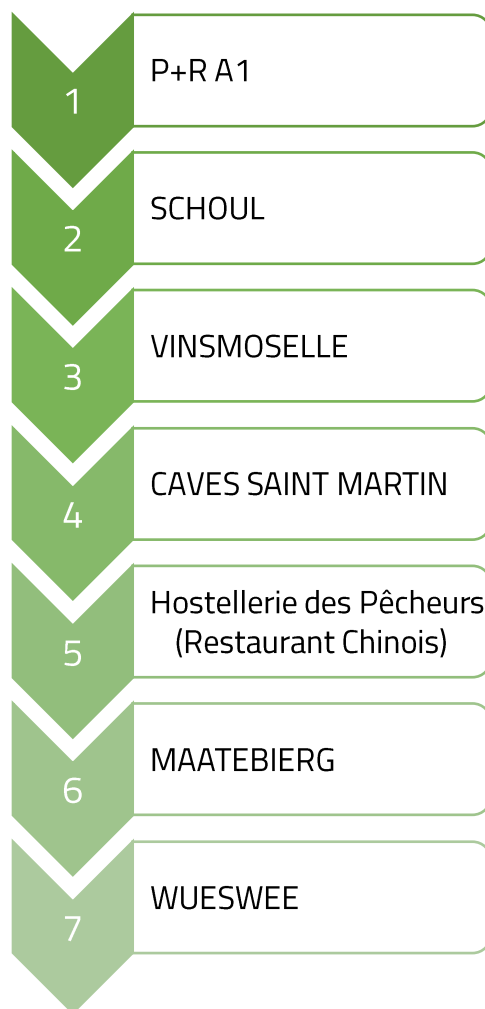 1
P+R A1
2
SCHOUL
3
VINSMOSELLE
4
CAVES SAINT MARTIN
5
Hostellerie des Pêcheurs
(Restaurant Chinois)
6
MAATEBIERG
7
WUESWEE